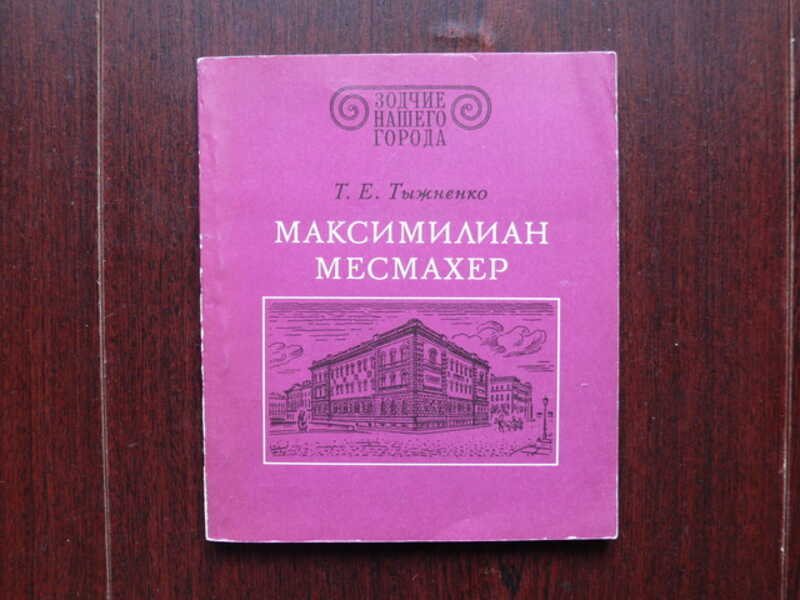 ЗОДЧИЕ
НАШЕГО
ГОРОДА
Т. Е. Тыжненко
МАКСИМИЛИАН
МЕСМАХЕР